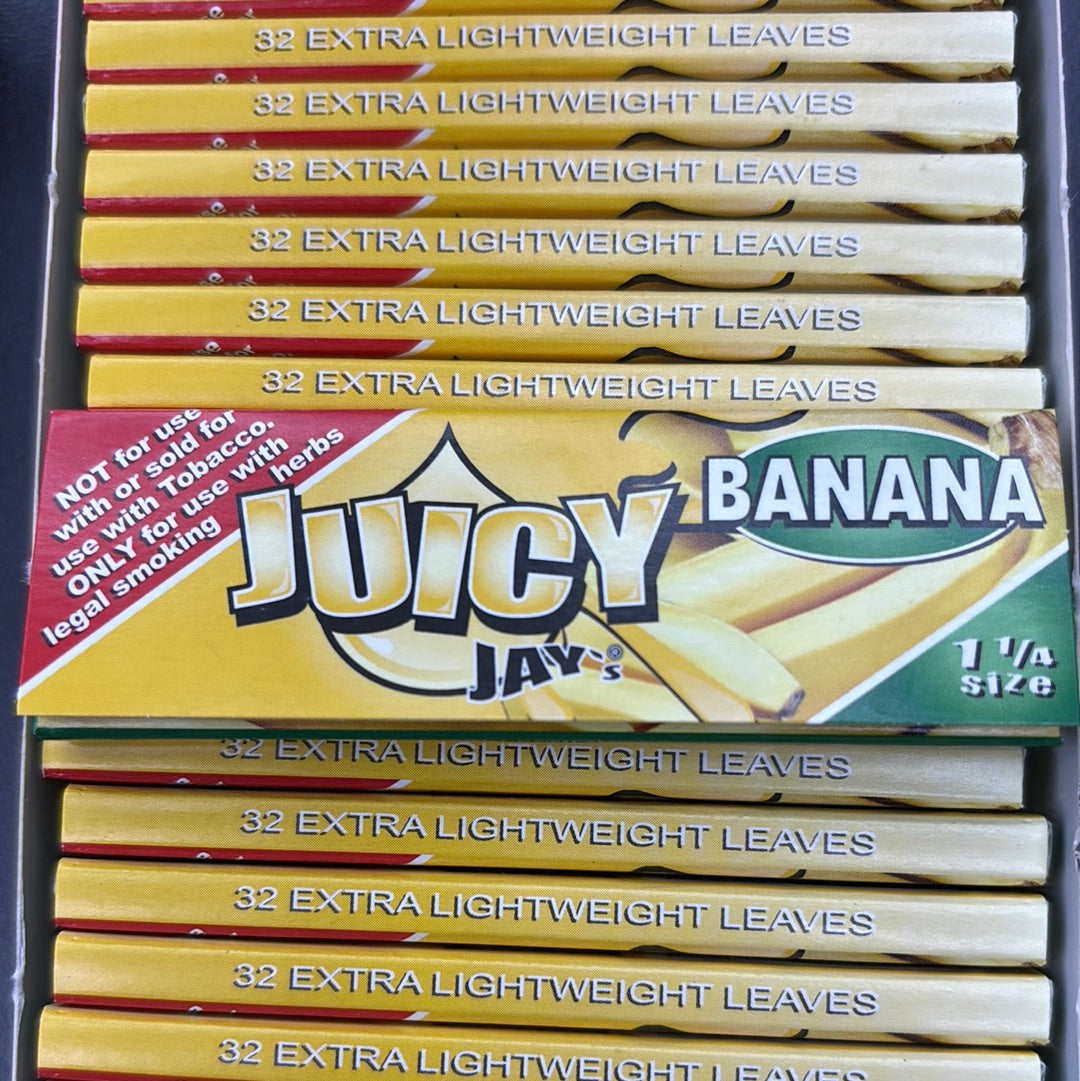 32 EXTRA LIGHTWEIGHT LEAVES
32 EXTRA LIGHTWEIGHT LEAVES
32 EXTRA LIGHTWEIGHT LEAVES
32 EXTRA LIGHTWEIGHT LEAVES
32 EXTRA LIGHTWEIGHT LEAVES
32 EXTRA LIGHTWEIGHT LEAVES
NOT for use
with or sold for
use with Tobacco.
ONLY for use with
legal smoking herbs
JUICY
JAY's®
BANANA
1 1/4
size
32 EXTRA LIGHTWEIGHT LEAVES
32 EXTRA LIGHTWEIGHT LEAVES
32 EXTRA LIGHTWEIGHT LEAVES
32 EXTRA LIGHTWEIGHT LEAVES
32 EXTRA LIGHTWEIGHT LEAVES